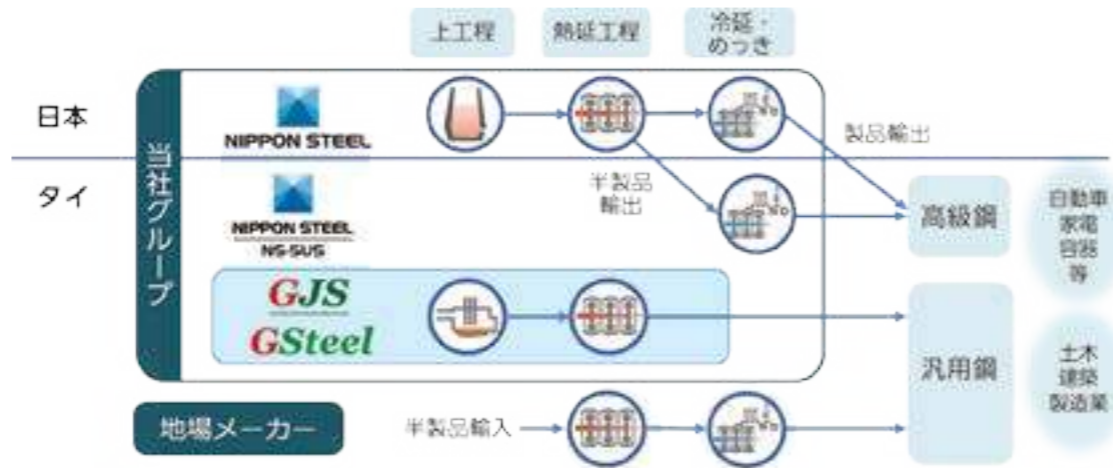 上工程
熱延工程
冷延・
めっき
日本
タイ
当社グループ
NIPPON STEEL
NIPPON STEEL
NS-SUS
GJS
GSteel
半製品
輸出
製品輸出
高級鋼
自動車
家電
容器
等
汎用鋼
土木
建築
製造業
地場メーカー
半製品輸入